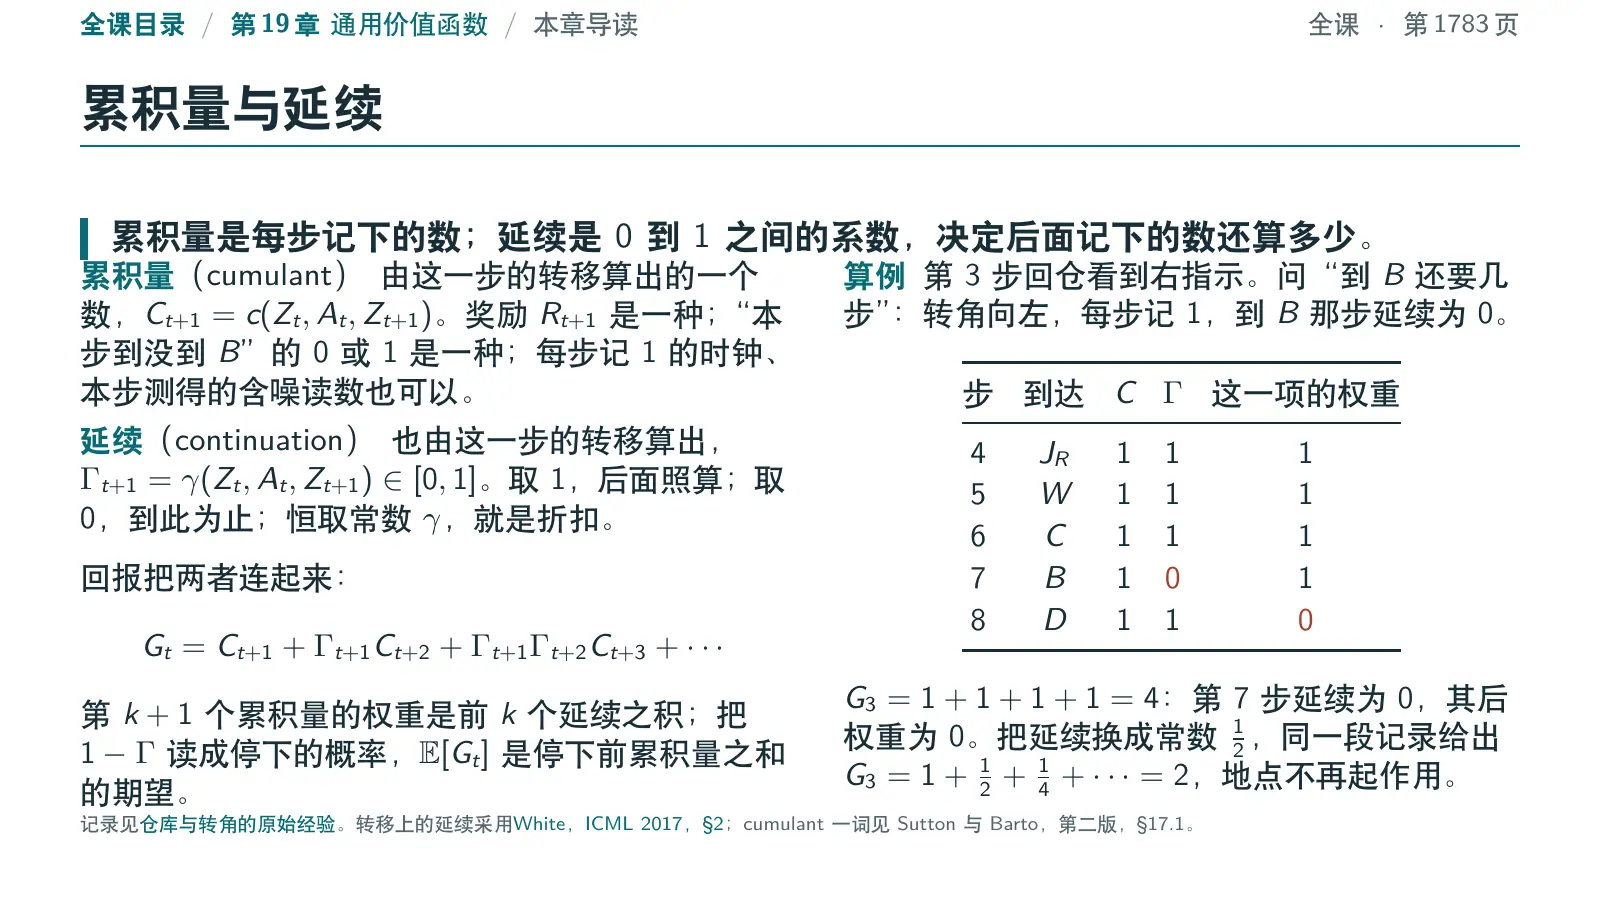 全课目录 / 第 19 章 通用价值函数 / 本章导读
全课 · 第 1783 页
累积量与延续
累积量是每步记下的数；延续是 0 到 1 之间的系数，决定后面记下的数还算多少。
累积量（cumulant） 由这一步的转移算出的一个
数，C_{t+1} = c(Z_t, A_t, Z_{t+1})。奖励 R_{t+1} 是一种；“本
步到没到 B” 的 0 或 1 是一种；每步记 1 的时钟、
本步测得的含噪读数也可以。
延续（continuation） 也由这一步的转移算出，
Γ_{t+1} = γ(Z_t, A_t, Z_{t+1}) ∈ [0, 1]。取 1，后面照算；取
0，到此为止；恒取常数 γ，就是折扣。
回报把两者连起来：
G_t = C_{t+1} + Γ_{t+1}C_{t+2} + Γ_{t+1}Γ_{t+2}C_{t+3} + ···
第 k + 1 个累积量的权重是前 k 个延续之积；把
1 − Γ 读成停下的概率，𝔼[G_t] 是停下前累积量之和
的期望。
算例 第 3 步回仓看到右指示。问 “到 B 还要几
步”：转角向左，每步记 1，到 B 那步延续为 0。
步 到达 C Γ 这一项的权重
4 J_R 1 1 1
5 W 1 1 1
6 C 1 1 1
7 B 1 0 1
8 D 1 1 0
G_3 = 1 + 1 + 1 + 1 = 4：第 7 步延续为 0，其后
权重为 0。把延续换成常数 1/2，同一段记录给出
G_3 = 1 + 1/2 + 1/4 + ··· = 2，地点不再起作用。
记录见仓库与转角的原始经验。转移上的延续采用White，ICML 2017，§2；cumulant 一词见 Sutton 与 Barto，第二版，§17.1。